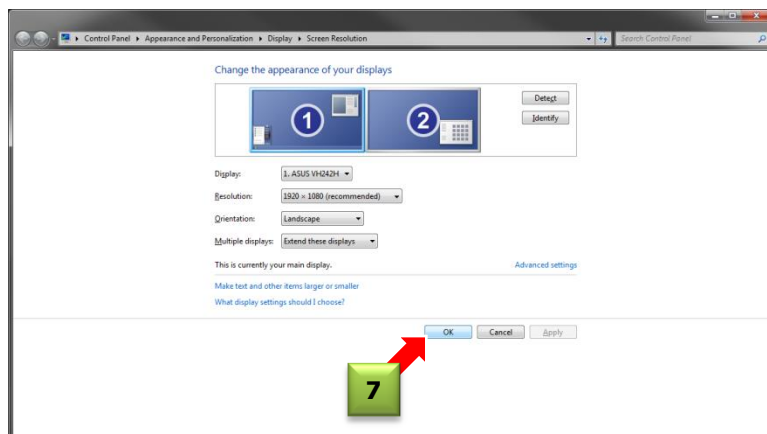 Control Panel ▸ Appearance and Personalization ▸ Display ▸ Screen Resolution
Search Control Panel
Change the appearance of your displays
1
2
Detect
Identify
Display: 1. ASUS VH242H
Resolution: 1920 × 1080 (recommended)
Orientation: Landscape
Multiple displays: Extend these displays
This is currently your main display.
Advanced settings
Make text and other items larger or smaller
What display settings should I choose?
OK Cancel Apply
7